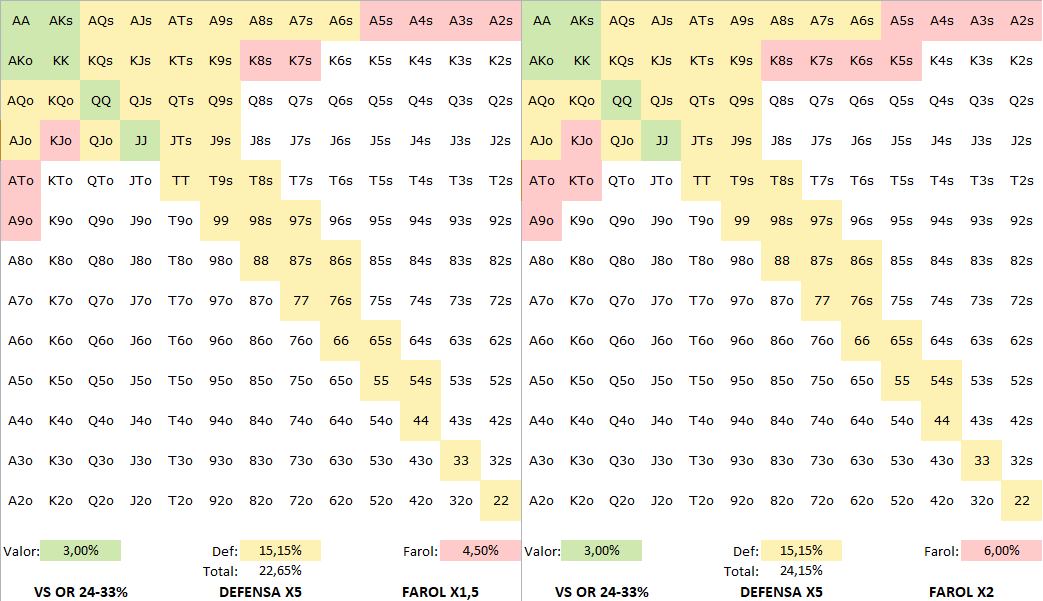 AA AKs AQs AJs ATs A9s A8s A7s A6s A5s A4s A3s A2s AA AKs AQs AJs ATs A9s A8s A7s A6s A5s A4s A3s A2s
AKo KK KQs KJs KTs K9s K8s K7s K6s K5s K4s K3s K2s AKo KK KQs KJs KTs K9s K8s K7s K6s K5s K4s K3s K2s
AQo KQo QQ QJs QTs Q9s Q8s Q7s Q6s Q5s Q4s Q3s Q2s AQo KQo QQ QJs QTs Q9s Q8s Q7s Q6s Q5s Q4s Q3s Q2s
AJo KJo QJo JJ JTs J9s J8s J7s J6s J5s J4s J3s J2s AJo KJo QJo JJ JTs J9s J8s J7s J6s J5s J4s J3s J2s
ATo KTo QTo JTo TT T9s T8s T7s T6s T5s T4s T3s T2s ATo KTo QTo JTo TT T9s T8s T7s T6s T5s T4s T3s T2s
A9o K9o Q9o J9o T9o 99 98s 97s 96s 95s 94s 93s 92s A9o K9o Q9o J9o T9o 99 98s 97s 96s 95s 94s 93s 92s
A8o K8o Q8o J8o T8o 98o 88 87s 86s 85s 84s 83s 82s A8o K8o Q8o J8o T8o 98o 88 87s 86s 85s 84s 83s 82s
A7o K7o Q7o J7o T7o 97o 87o 77 76s 75s 74s 73s 72s A7o K7o Q7o J7o T7o 97o 87o 77 76s 75s 74s 73s 72s
A6o K6o Q6o J6o T6o 96o 86o 76o 66 65s 64s 63s 62s A6o K6o Q6o J6o T6o 96o 86o 76o 66 65s 64s 63s 62s
A5o K5o Q5o J5o T5o 95o 85o 75o 65o 55 54s 53s 52s A5o K5o Q5o J5o T5o 95o 85o 75o 65o 55 54s 53s 52s
A4o K4o Q4o J4o T4o 94o 84o 74o 64o 54o 44 43s 42s A4o K4o Q4o J4o T4o 94o 84o 74o 64o 54o 44 43s 42s
A3o K3o Q3o J3o T3o 93o 83o 73o 63o 53o 43o 33 32s A3o K3o Q3o J3o T3o 93o 83o 73o 63o 53o 43o 33 32s
A2o K2o Q2o J2o T2o 92o 82o 72o 62o 52o 42o 32o 22 A2o K2o Q2o J2o T2o 92o 82o 72o 62o 52o 42o 32o 22
Valor: 3,00% Def: 15,15% Farol: 4,50% Valor: 3,00% Def: 15,15% Farol: 6,00%
Total: 22,65% Total: 24,15%
VS OR 24-33% DEFENSA X5 FAROL X1,5 VS OR 24-33% DEFENSA X5 FAROL X2